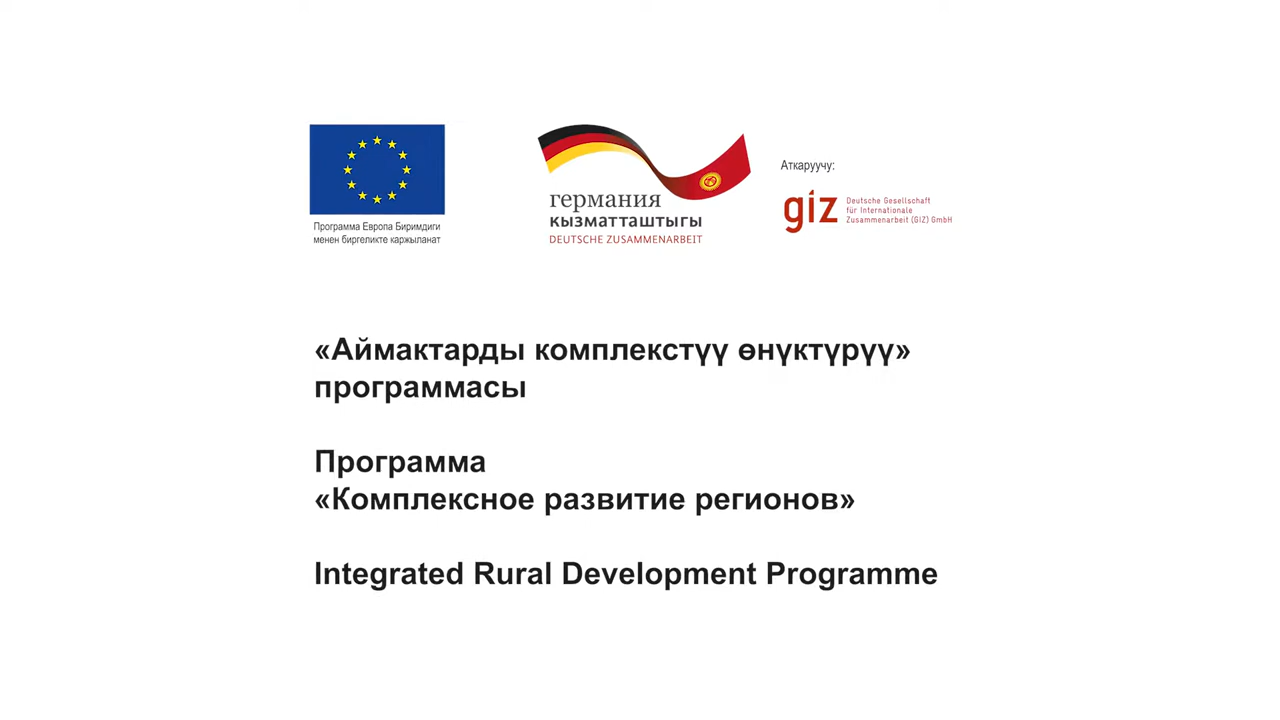 Программа Европа Биримдиги
менен биргеликте каржыланат
германия
кызматташтыгы
DEUTSCHE ZUSAMMENARBEIT
Аткаруучу:
giz
Deutsche Gesellschaft
für Internationale
Zusammenarbeit (GIZ) GmbH
«Аймактарды комплекстүү өнүктүрүү»
программасы
Программа
«Комплексное развитие регионов»
Integrated Rural Development Programme